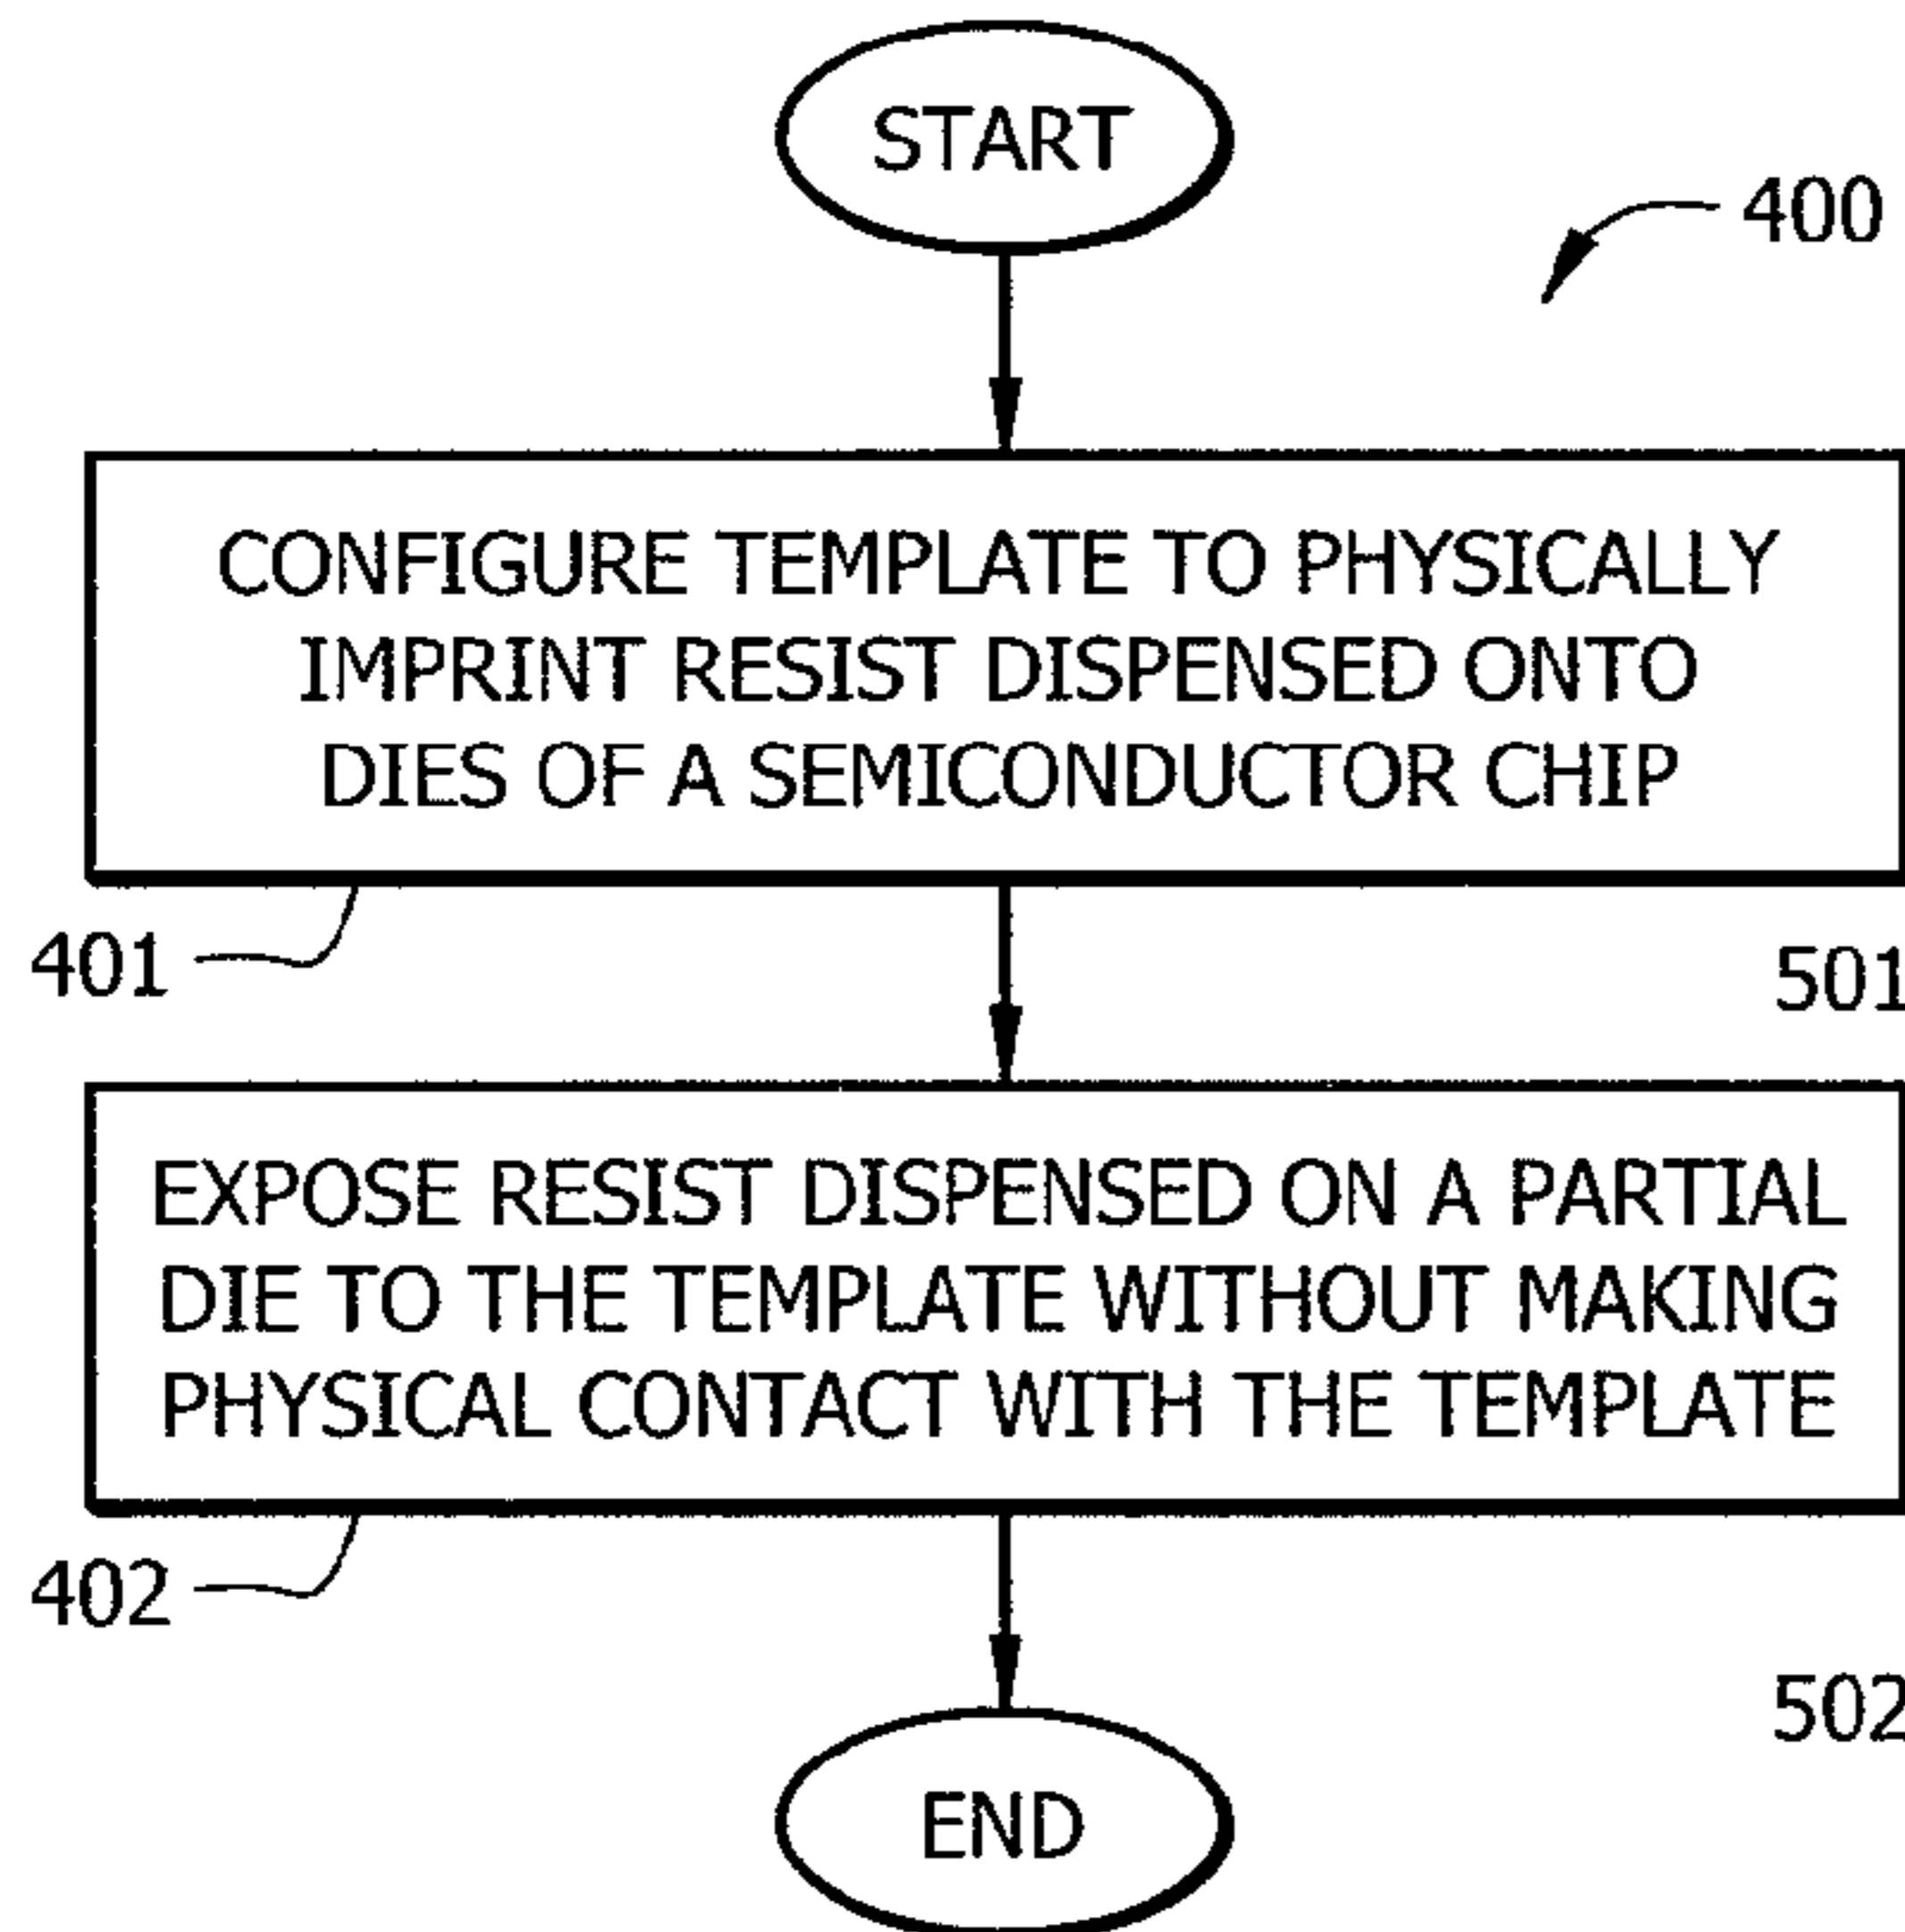 START
400
CONFIGURE TEMPLATE TO PHYSICALLY
IMPRINT RESIST DISPENSED ONTO
DIES OF A SEMICONDUCTOR CHIP
401
501
EXPOSE RESIST DISPENSED ON A PARTIAL
DIE TO THE TEMPLATE WITHOUT MAKING
PHYSICAL CONTACT WITH THE TEMPLATE
402
502
END